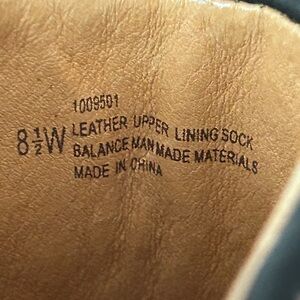 1009501
8½W LEATHER UPPER LINING SOCK
BALANCE MAN MADE MATERIALS
MADE IN CHINA